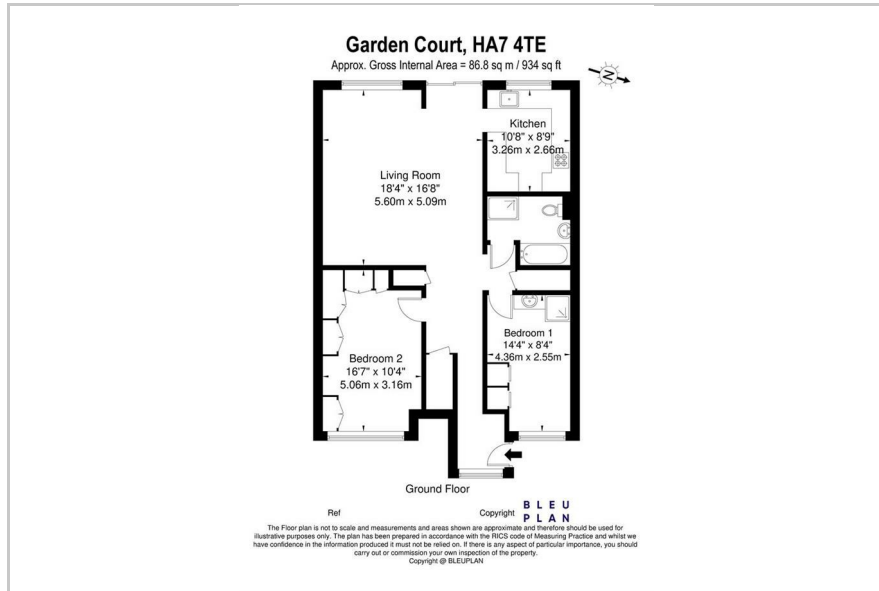 Garden Court, HA7 4TE
Approx. Gross Internal Area = 86.8 sq m / 934 sq ft
N
Kitchen
10'8" x 8'9"
3.26m x 2.66m
Living Room
18'4" x 16'8"
5.60m x 5.09m
Bedroom 1
14'4" x 8'4"
4.36m x 2.55m
Bedroom 2
16'7" x 10'4"
5.06m x 3.16m
Ground Floor
Ref
Copyright
BLEU
PLAN
The Floor plan is not to scale and measurements and areas shown are approximate and therefore should be used for
illustrative purposes only. The plan has been prepared in accordance with the RICS code of Measuring Practice and whilst we
have confidence in the information produced it must not be relied on. If there is any aspect of particular importance, you should
carry out or commission your own inspection of the property.
Copyright @ BLEUPLAN